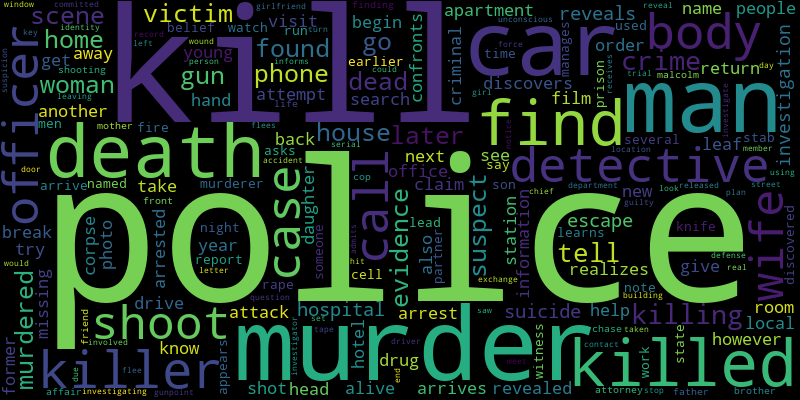 window committed girlfriend finding unconscious
scene victim visit begin apartment reveals name people
identity belief watch run turn force
record left wound person informs
officer home away young found go confronts criminal time order used
kill car body
earlier could manages crime reveal
get suspicion gun phone dead discovers prison return day
woman shooting hand attempt search girl receives trial malcolm
key leaving life film investigation
another find man investigate
men mother fire flees serial house later several leaf stab
door accident cop next see location member
death back asks office say detective using
arrive named murderer claim son new look released plan street
break take front daughter chief department guilty
police case call suspect escape wife
try corpse photo arrested night year report letter someone admits evidence lead also partner station information learns tell knife discovered
missing would rape cell hit realizes defense real
murdered drive question exchange give note building room
friend shoot attack hospital arrest suicide help killing local
former involved know set tape saw witness chase taken however
murder
killer appears investigator hotel drug driver work state contact killed
due flee end
affair investigating gunpoint shot head alive arrives revealed attorney stop father brother